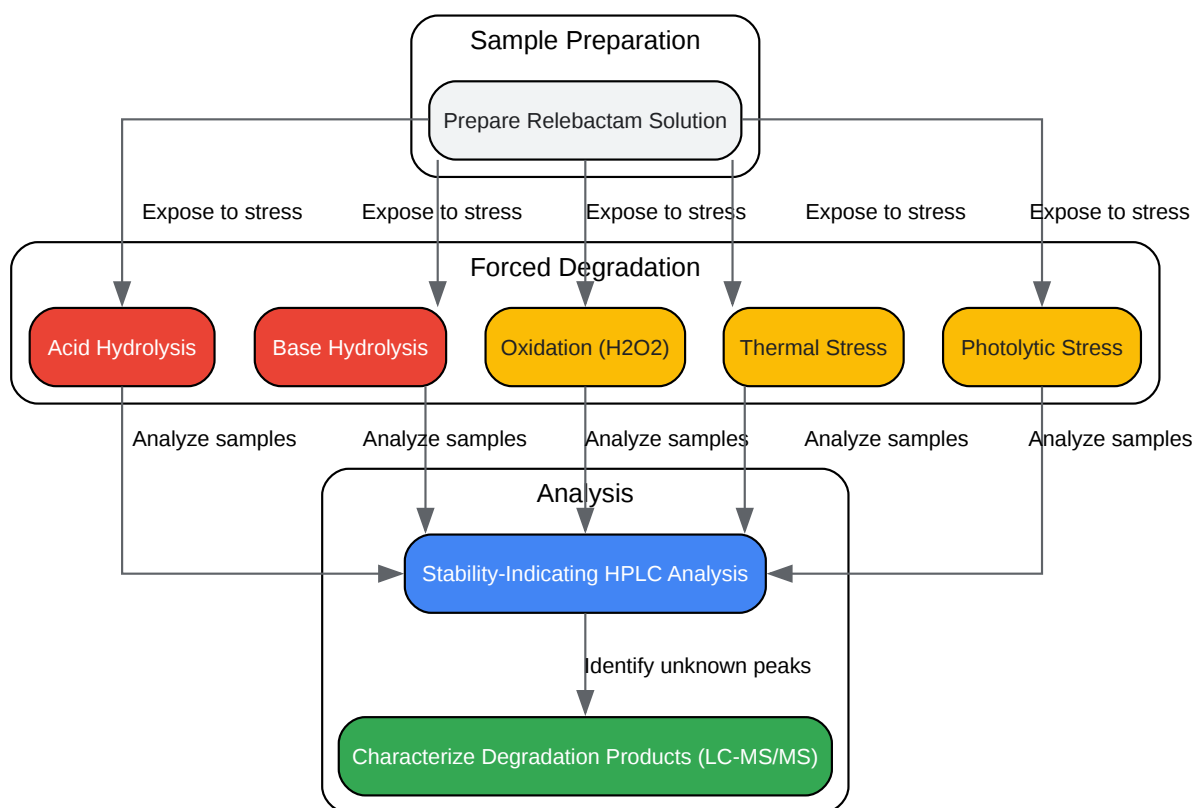 Sample Preparation
Prepare Relebactam Solution
Expose to stress
Expose to stress
Expose to stress
Expose to stress
Expose to stress
Forced Degradation
Acid Hydrolysis
Base Hydrolysis
Oxidation (H2O2)
Thermal Stress
Photolytic Stress
Analyze samples
Analyze samples
Analyze samples
Analyze samples
Analyze samples
Analysis
Stability-Indicating HPLC Analysis
Identify unknown peaks
Characterize Degradation Products (LC-MS/MS)